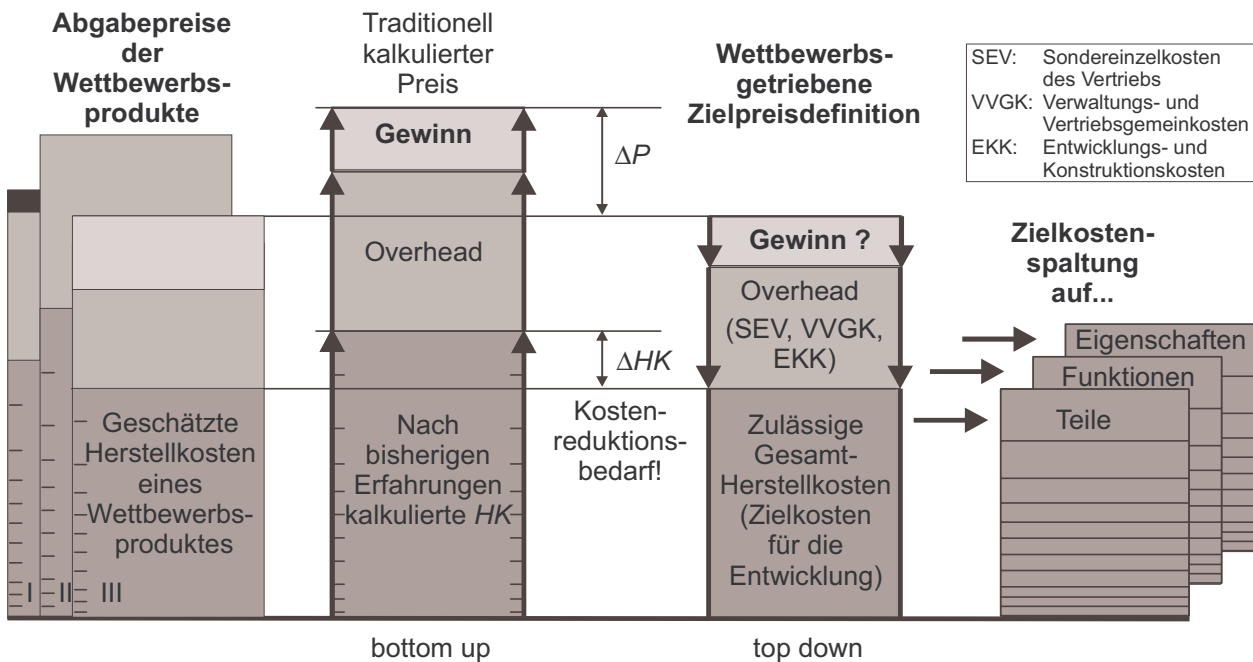 Abgabepreise
der
Wettbewerbs-
produkte
Traditionell
kalkulierter
Preis
Wettbewerbs-
getriebene
Zielpreisdefinition
SEV: Sondereinzelkosten
des Vertriebs
VVGK: Verwaltungs- und
Vertriebsgemeinkosten
EKK: Entwicklungs- und
Konstruktionskosten
Gewinn
ΔP
Overhead
ΔHK
Gewinn ?
Overhead
(SEV, VVGK,
EKK)
Zielkosten-
spaltung
auf...
Eigenschaften
Funktionen
Teile
Geschätzte
Herstellkosten
eines
Wettbewerbs-
produktes
I II III
Nach
bisherigen
Erfahrungen
kalkulierte HK
Kosten-
reduktions-
bedarf!
Zulässige
Gesamt-
Herstellkosten
(Zielkosten
für die
Entwicklung)
bottom up
top down